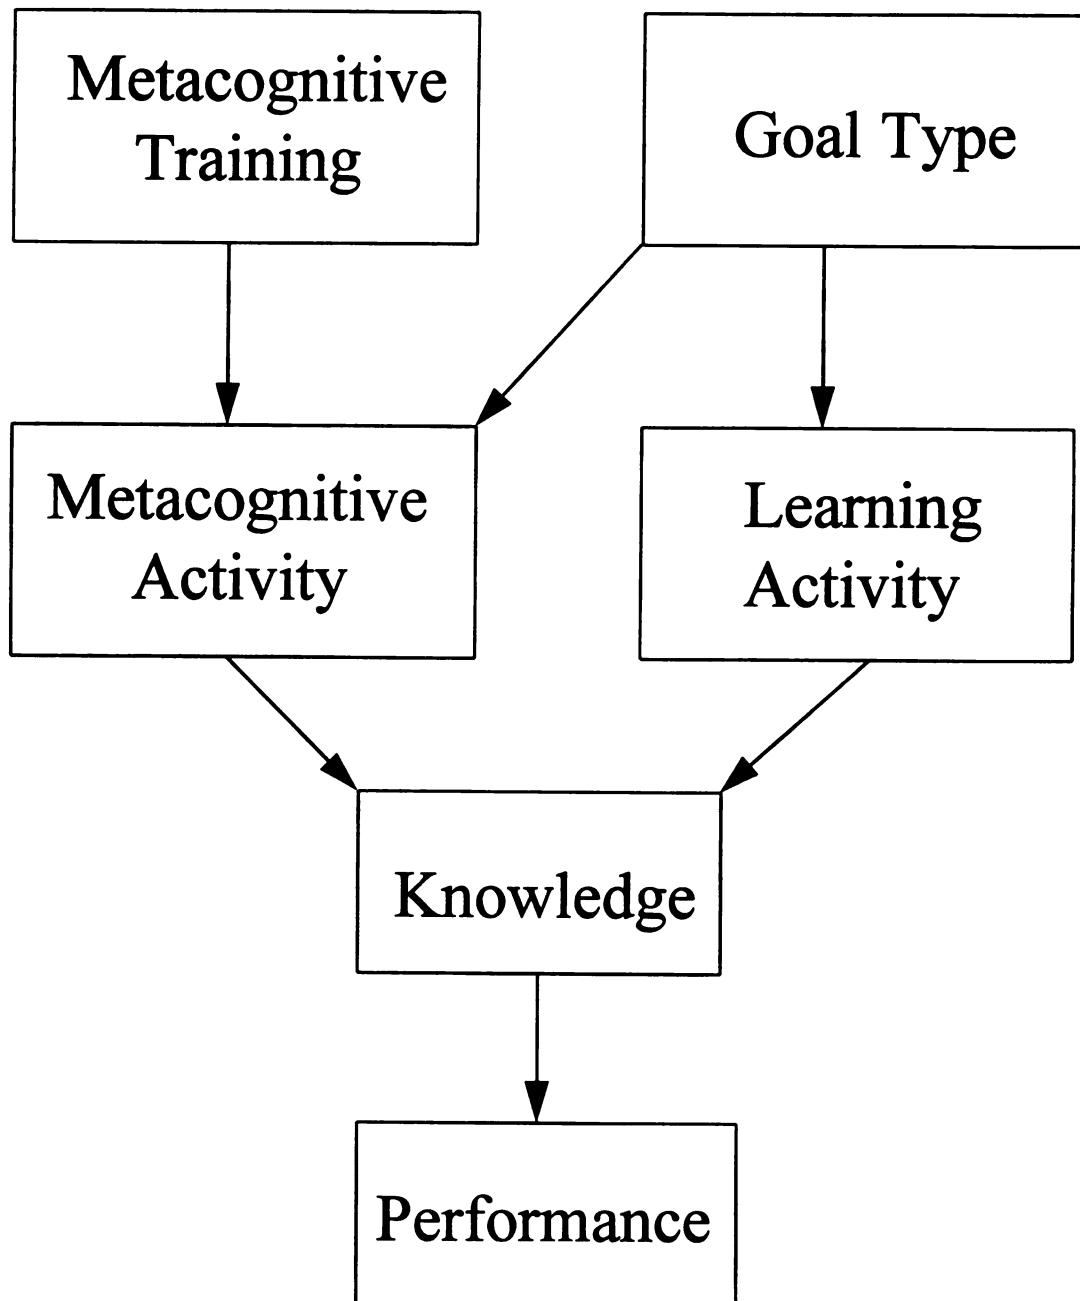 Metacognitive
Training
Goal Type
Metacognitive
Activity
Learning
Activity
Knowledge
Performance